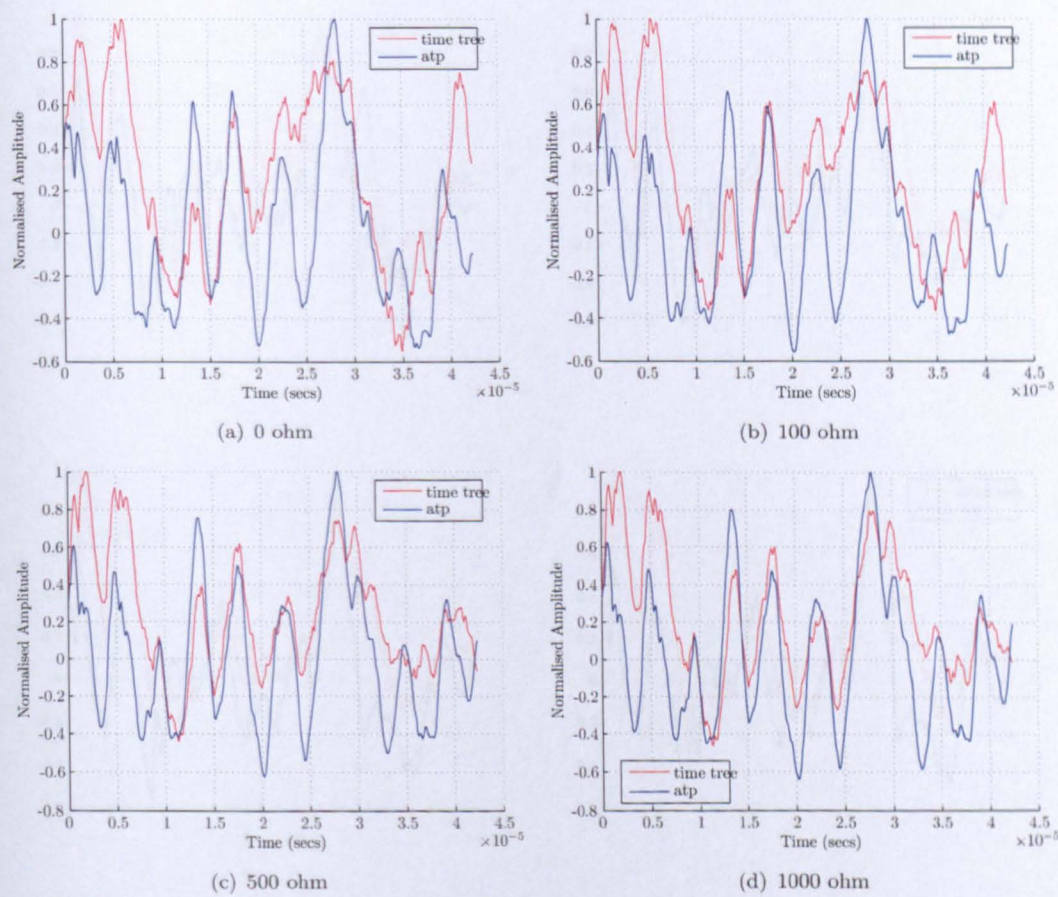 1
0.8
0.6
0.4
0.2
0
-0.2
-0.4
-0.6
Normalised Amplitude
time tree
atp
0 0.5 1 1.5 2 2.5 3 3.5 4 4.5
Time (secs)
×10⁻⁵
(a) 0 ohm
1
0.8
0.6
0.4
0.2
0
-0.2
-0.4
-0.6
Normalised Amplitude
time tree
atp
0 0.5 1 1.5 2 2.5 3 3.5 4 4.5
Time (secs)
×10⁻⁵
(b) 100 ohm
1
0.8
0.6
0.4
0.2
0
-0.2
-0.4
-0.6
-0.8
Normalised Amplitude
time tree
atp
0 0.5 1 1.5 2 2.5 3 3.5 4 4.5
Time (secs)
×10⁻⁵
(c) 500 ohm
1
0.8
0.6
0.4
0.2
0
-0.2
-0.4
-0.6
-0.8
Normalised Amplitude
time tree
atp
0 0.5 1 1.5 2 2.5 3 3.5 4 4.5
Time (secs)
×10⁻⁵
(d) 1000 ohm